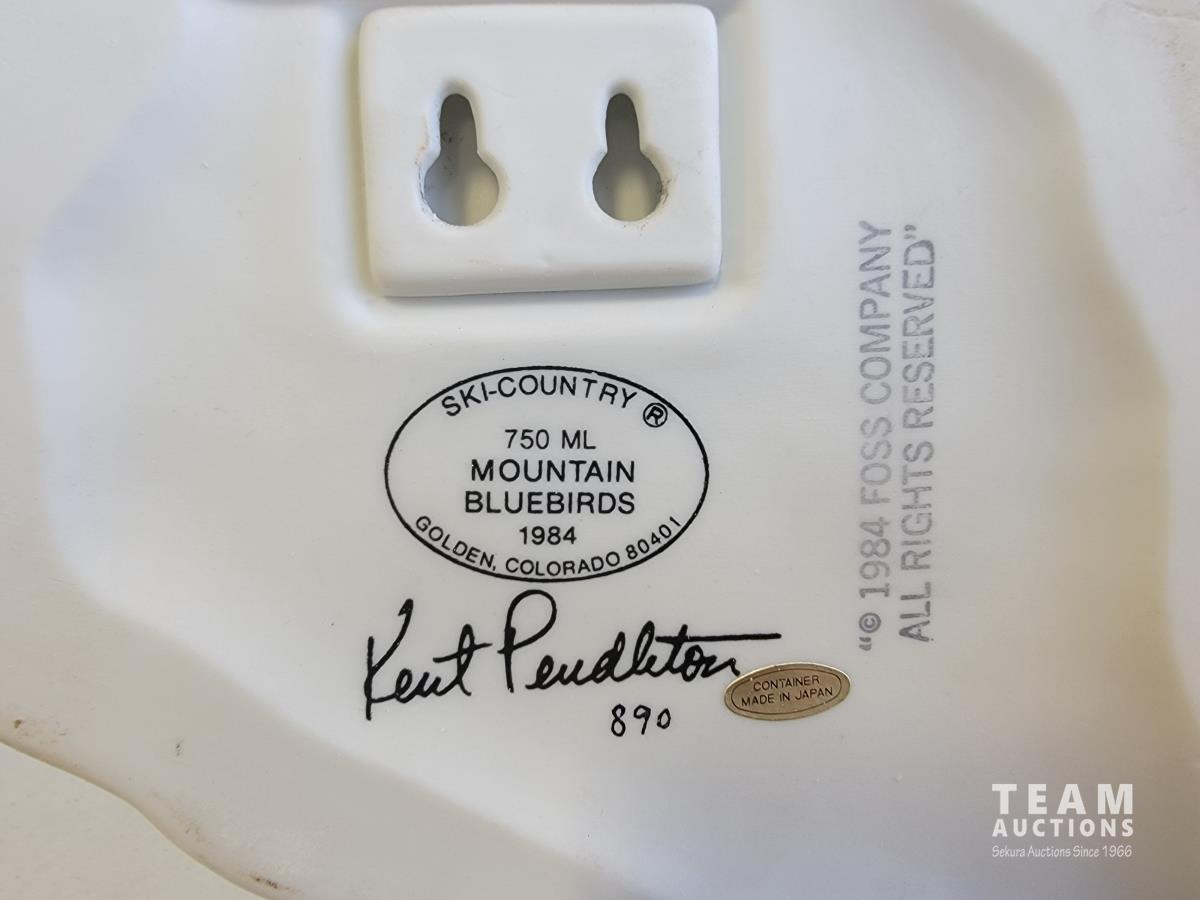 SKI-COUNTRY ®
750 ML
MOUNTAIN
BLUEBIRDS
1984
GOLDEN, COLORADO 80401
Kent Pendleton
890
CONTAINER
MADE IN JAPAN
"© 1984 FOSS COMPANY
ALL RIGHTS RESERVED"
TEAM
AUCTIONS
Sekura Auctions Since 1966